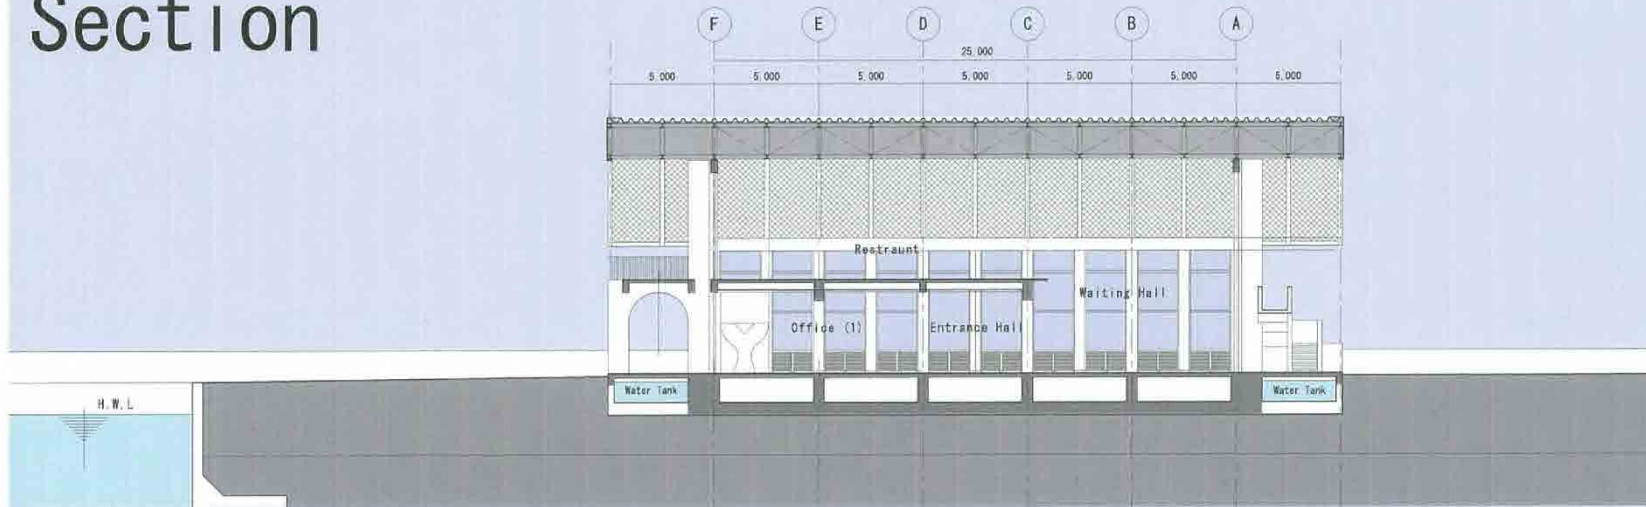 Section
F E D C B A
25,000
5,000 5,000 5,000 5,000 5,000 5,000 5,000
Restraunt
Waiting Hall
Office (1) Entrance Hall
Water Tank Water Tank
H.W.L